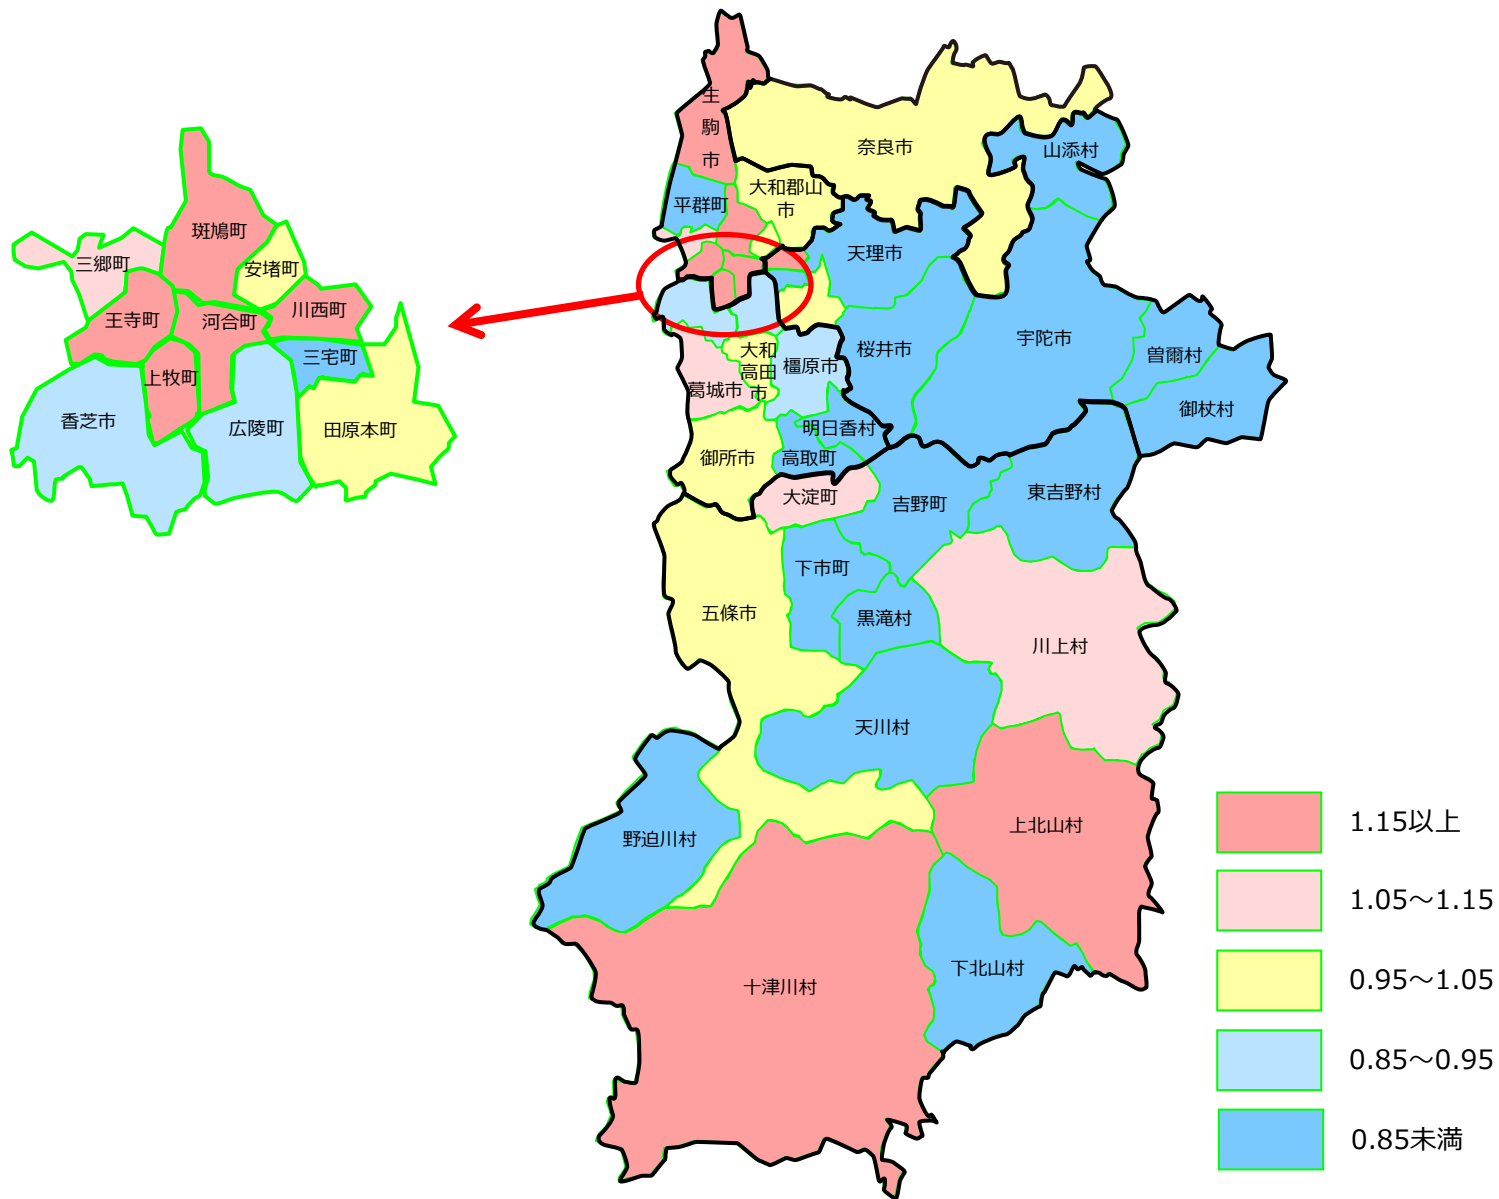 斑鳩町
三郷町
安堵町
王寺町
河合町
川西町
三宅町
上牧町
香芝市
広陵町
田原本町
生
駒
市
奈良市
山添村
平群町
大和郡山
市
天理市
宇陀市
曽爾村
御杖村
桜井市
大和
高田
市
橿原市
葛城市
明日香村
高取町
御所市
大淀町
吉野町
東吉野村
下市町
黒滝村
五條市
川上村
天川村
野迫川村
上北山村
下北山村
十津川村
1.15以上
1.05～1.15
0.95～1.05
0.85～0.95
0.85未満